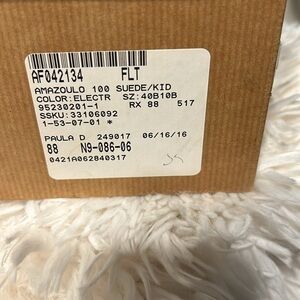 AF042134 FLT
AMAZOULO 100 SUEDE/KID
COLOR:ELECTR SZ:40B10B
95230201-1 RX 88 517
SSKU:33106092
1-53-07-01 *
PAULA D 249017 06/16/16
88 N9-086-06
0421A062840317